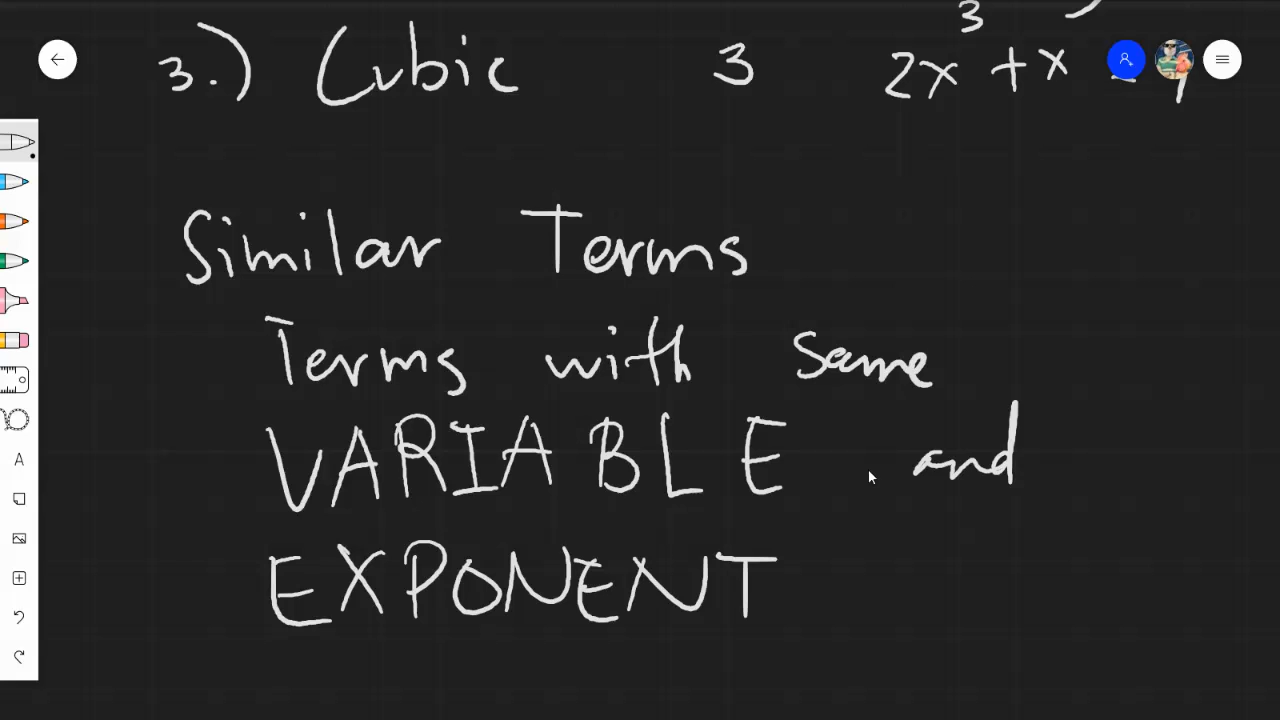 3.) Cubic 3 2x³ + x
Similar Terms
Terms with same
VARIABLE and
EXPONENT
A